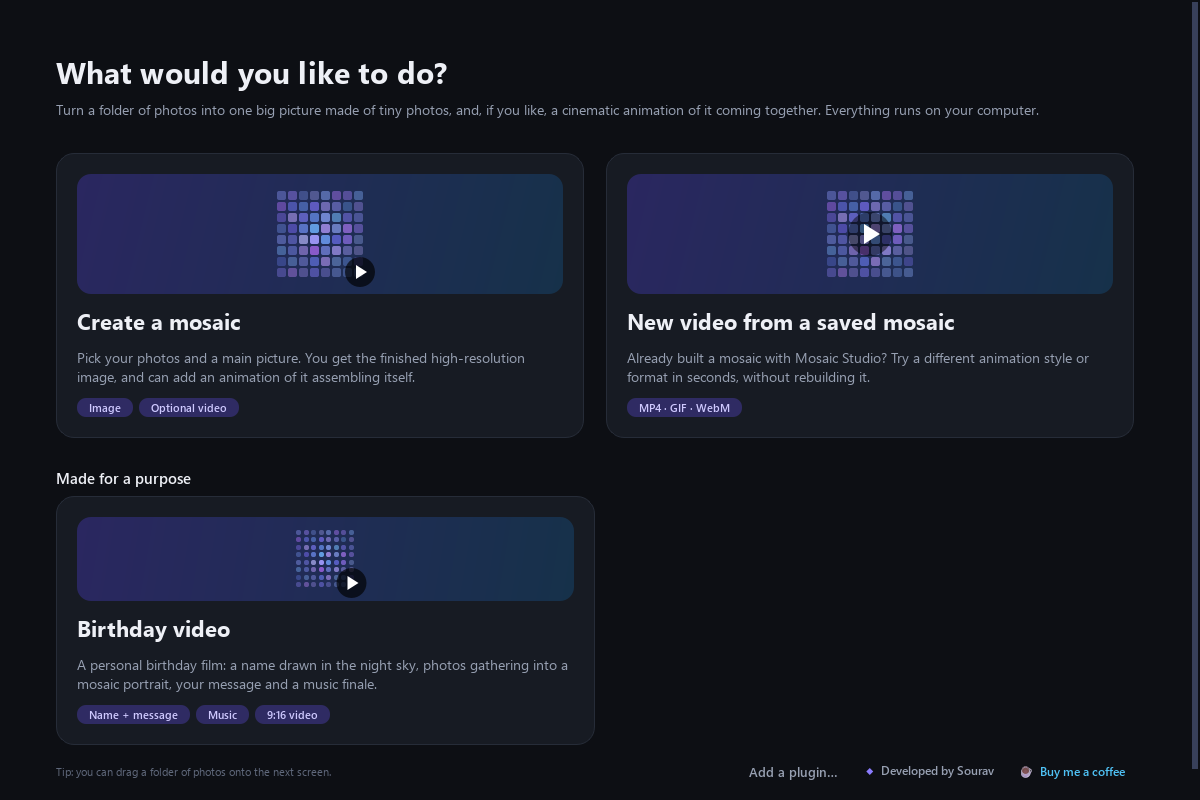 What would you like to do?
Turn a folder of photos into one big picture made of tiny photos, and, if you like, a cinematic animation of it coming together. Everything runs on your computer.
Create a mosaic
Pick your photos and a main picture. You get the finished high-resolution
image, and can add an animation of it assembling itself.
Image
Optional video
New video from a saved mosaic
Already built a mosaic with Mosaic Studio? Try a different animation style or
format in seconds, without rebuilding it.
MP4 · GIF · WebM
Made for a purpose
Birthday video
A personal birthday film: a name drawn in the night sky, photos gathering into a
mosaic portrait, your message and a music finale.
Name + message
Music
9:16 video
Tip: you can drag a folder of photos onto the next screen.
Add a plugin...
Developed by Sourav
Buy me a coffee